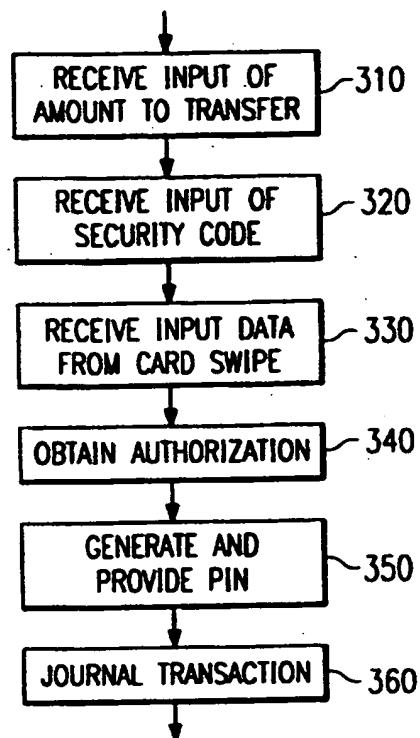 RECEIVE INPUT OF
AMOUNT TO TRANSFER
310
RECEIVE INPUT OF
SECURITY CODE
320
RECEIVE INPUT DATA
FROM CARD SWIPE
330
OBTAIN AUTHORIZATION
340
GENERATE AND
PROVIDE PIN
350
JOURNAL TRANSACTION
360